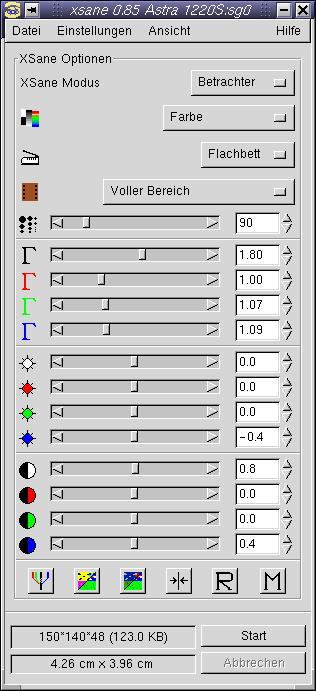 xsane 0.85 Astra 1220S:sg0
Datei Einstellungen Ansicht Hilfe
XSane Optionen
XSane Modus Betrachter
Farbe
Flachbett
Voller Bereich
90
Γ 1.80
Γ 1.00
Γ 1.07
Γ 1.09
0.0
0.0
0.0
-0.4
0.8
0.0
0.0
0.4
R M
150*140*48 (123.0 KB) Start
4.26 cm x 3.96 cm Abbrechen